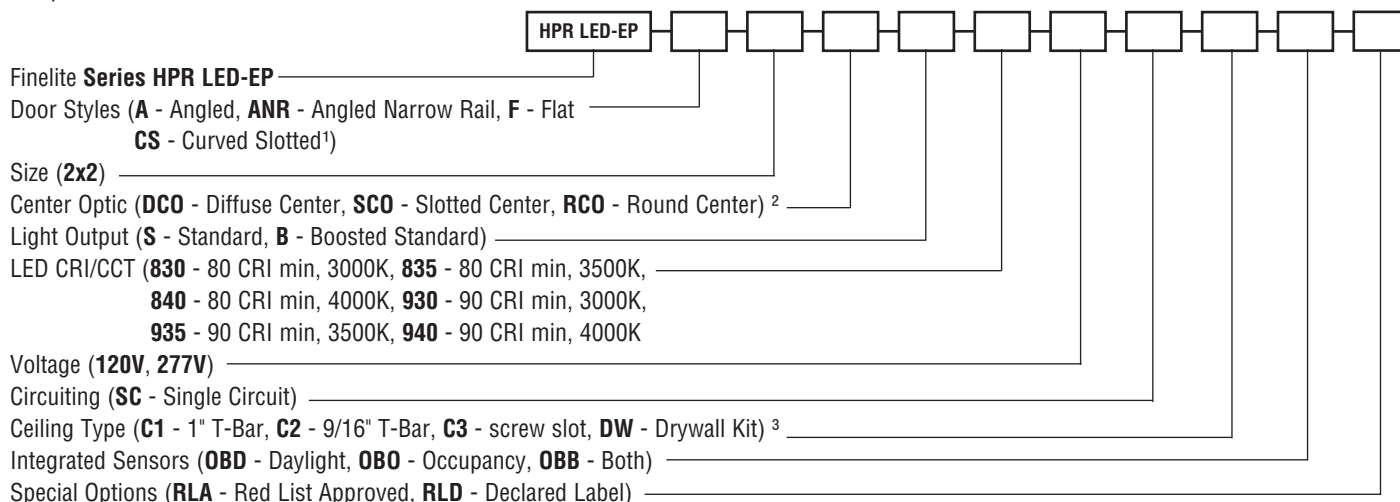 HPR LED-EP
Finelite Series HPR LED-EP
Door Styles (A - Angled, ANR - Angled Narrow Rail, F - Flat
CS - Curved Slotted¹)
Size (2x2)
Center Optic (DCO - Diffuse Center, SCO - Slotted Center, RCO - Round Center) ²
Light Output (S - Standard, B - Boosted Standard)
LED CRI/CCT (830 - 80 CRI min, 3000K, 835 - 80 CRI min, 3500K,
840 - 80 CRI min, 4000K, 930 - 90 CRI min, 3000K,
935 - 90 CRI min, 3500K, 940 - 90 CRI min, 4000K
Voltage (120V, 277V)
Circuiting (SC - Single Circuit)
Ceiling Type (C1 - 1" T-Bar, C2 - 9/16" T-Bar, C3 - screw slot, DW - Drywall Kit) ³
Integrated Sensors (OBD - Daylight, OBO - Occupancy, OBB - Both)
Special Options (RLA - Red List Approved, RLD - Declared Label)